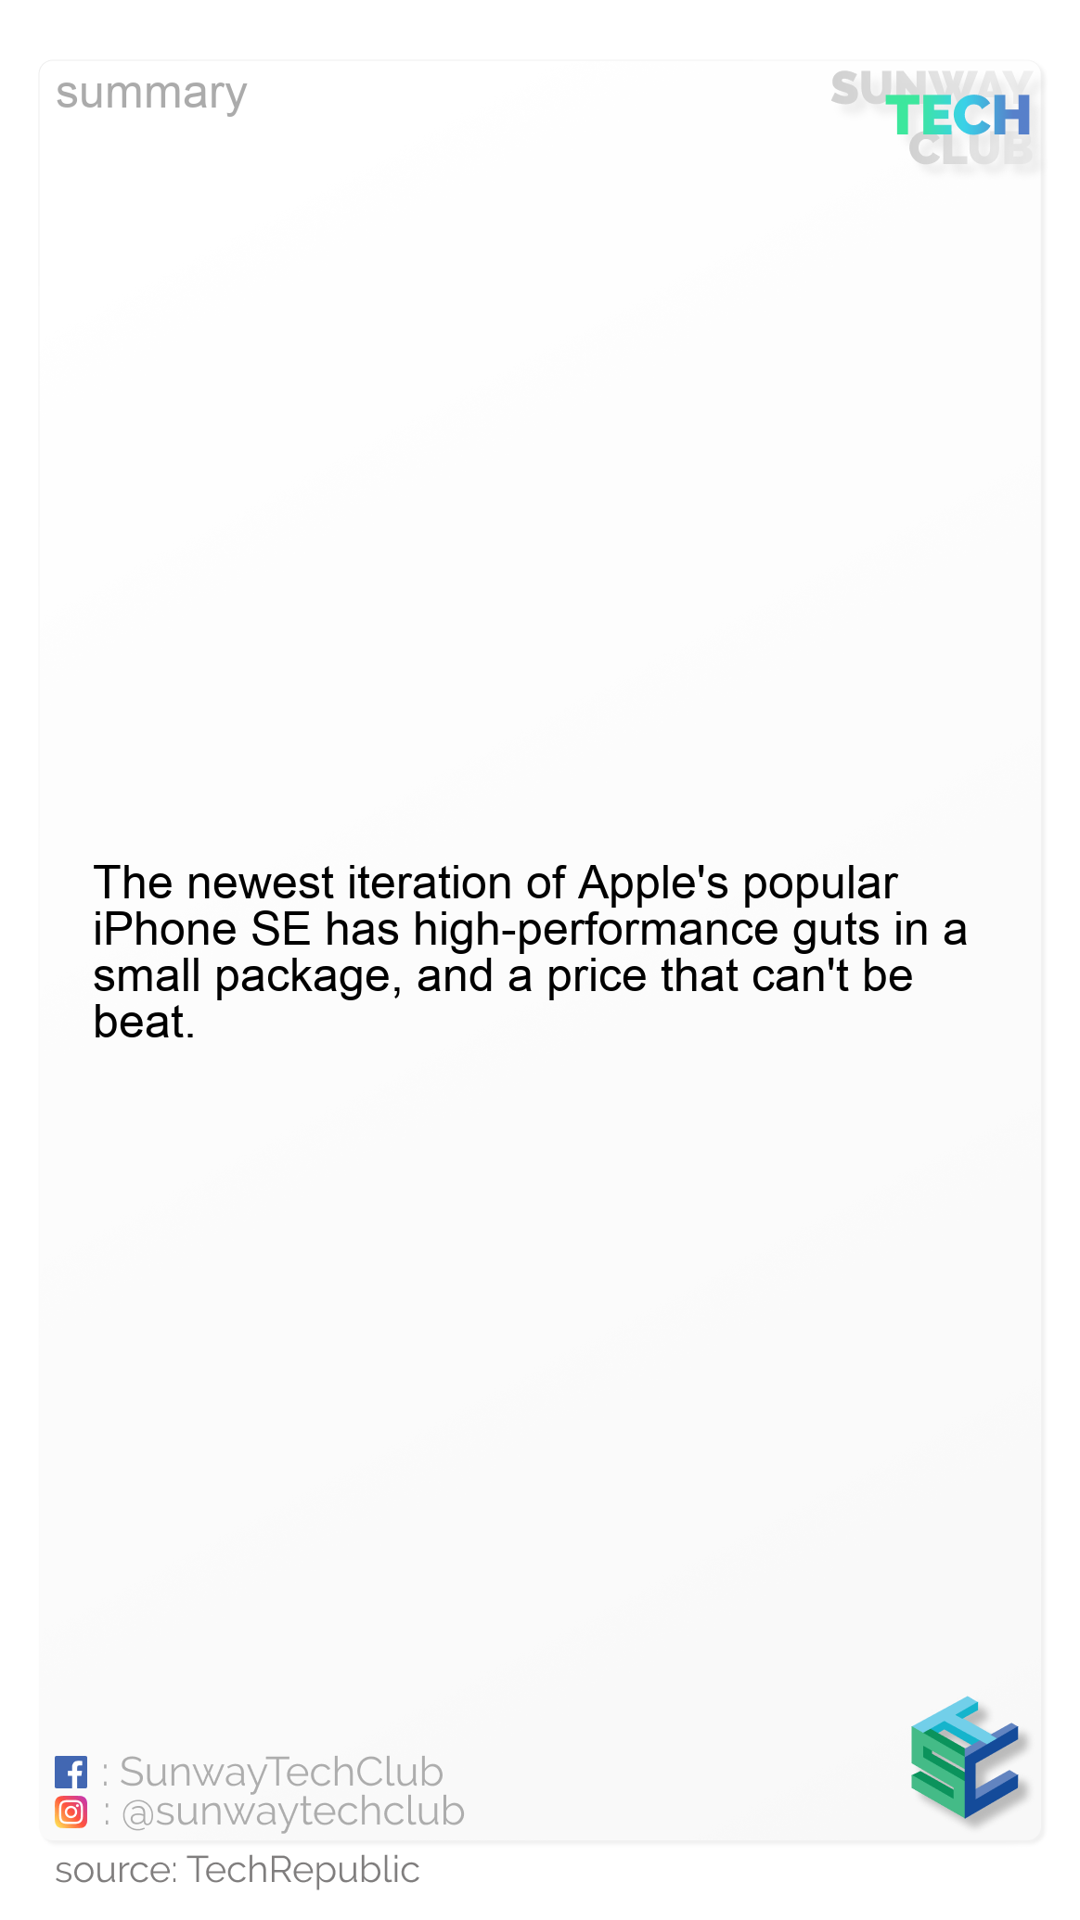 summary
SUNWAY
TECH
CLUB
The newest iteration of Apple's popular
iPhone SE has high-performance guts in a
small package, and a price that can't be
beat.
: SunwayTechClub
: @sunwaytechclub
source: TechRepublic